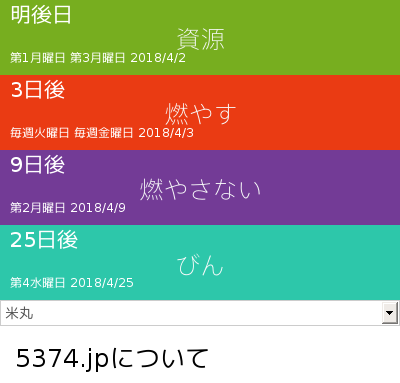 明後日
資源
第1月曜日 第3月曜日 2018/4/2
3日後
燃やす
毎週火曜日 毎週金曜日 2018/4/3
9日後
燃やさない
第2月曜日 2018/4/9
25日後
びん
第4水曜日 2018/4/25
米丸
5374.jpについて